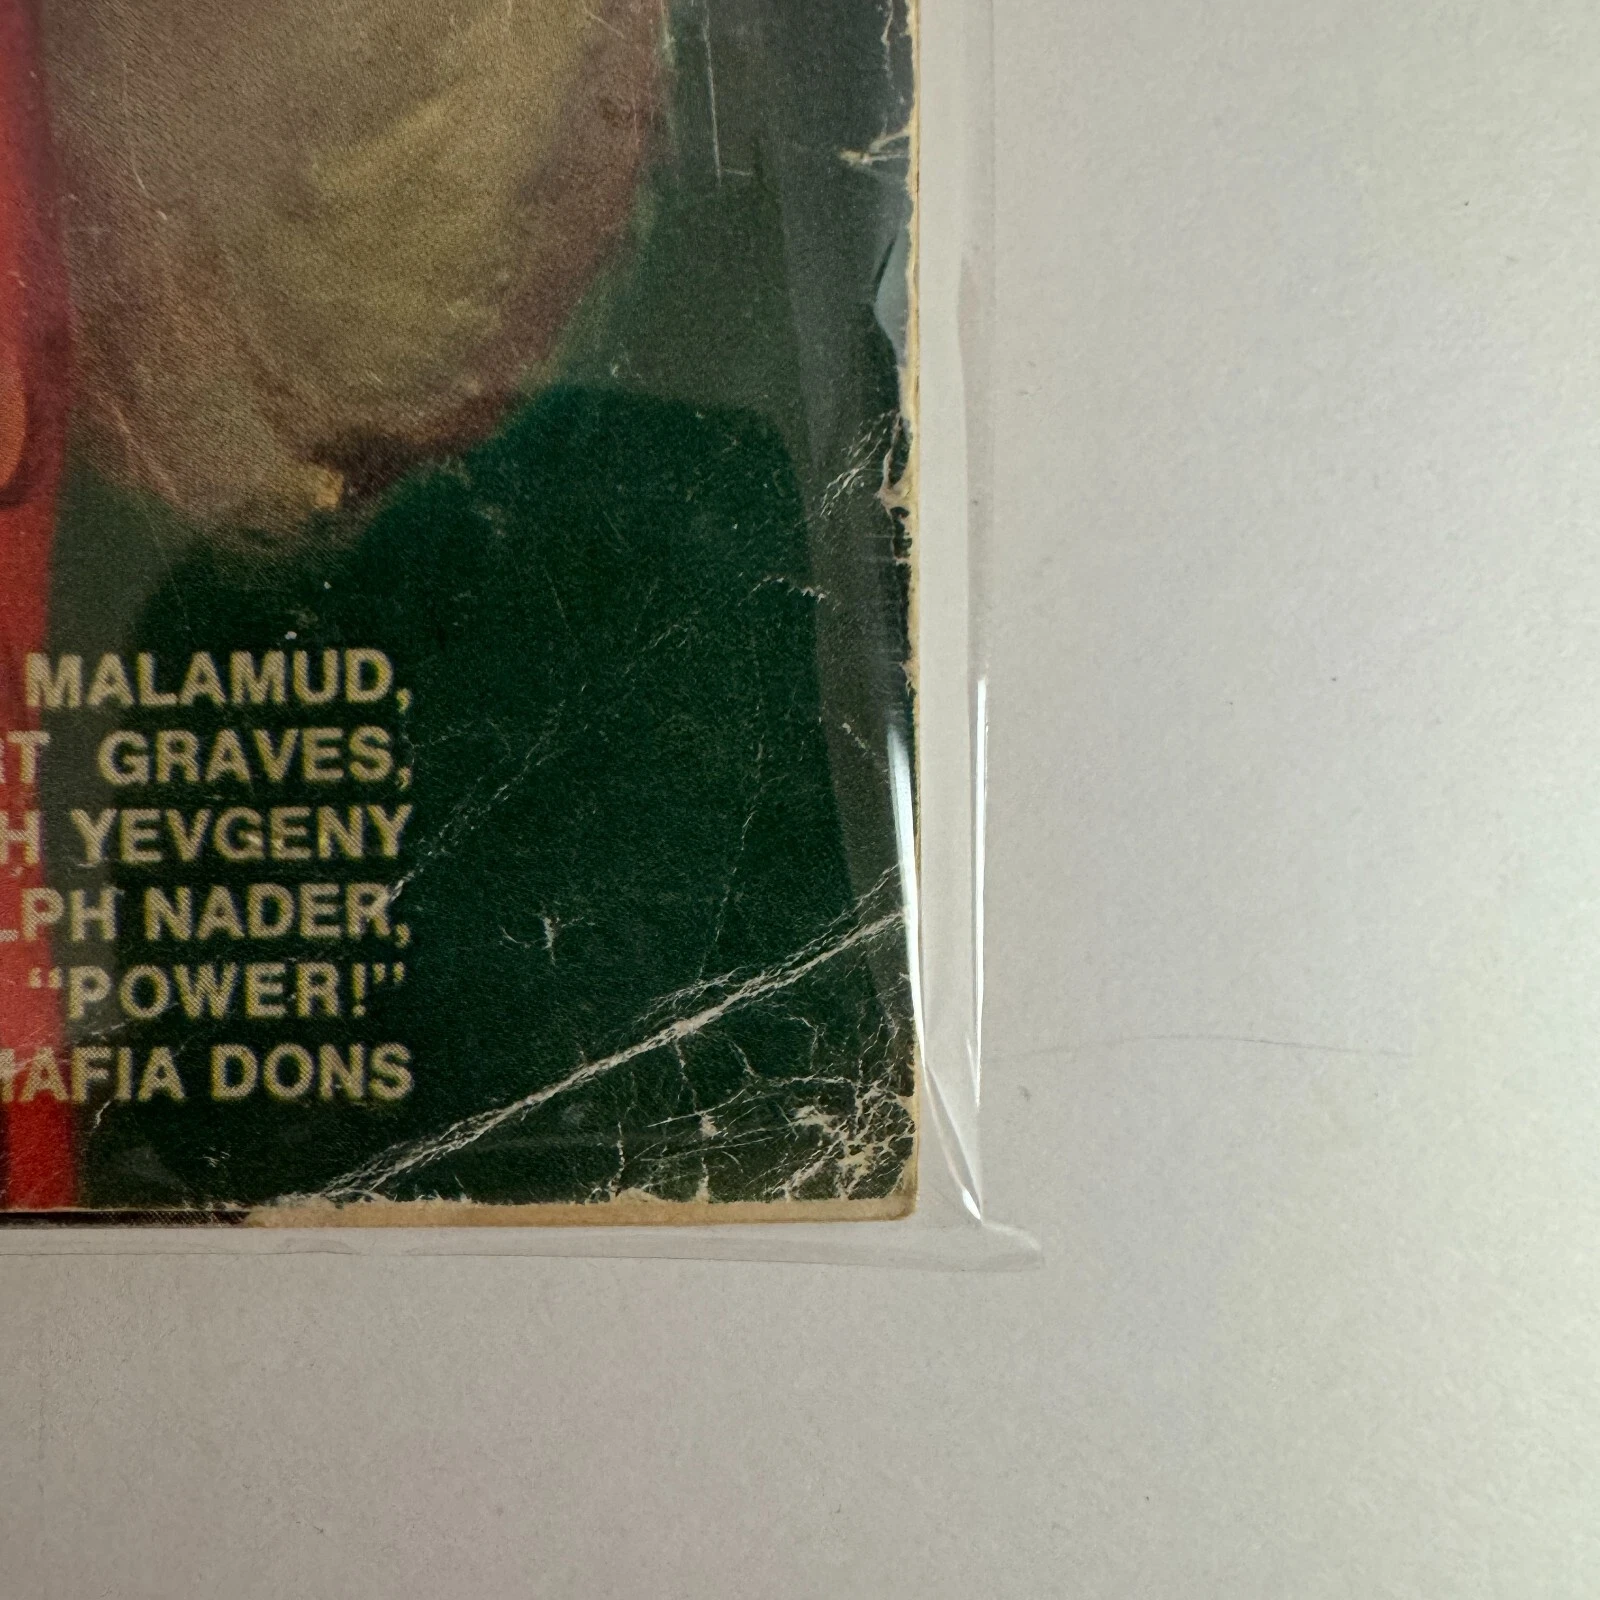 MALAMUD,
GRAVES,
YEVGENY
NADER,
“POWER!”
DONS